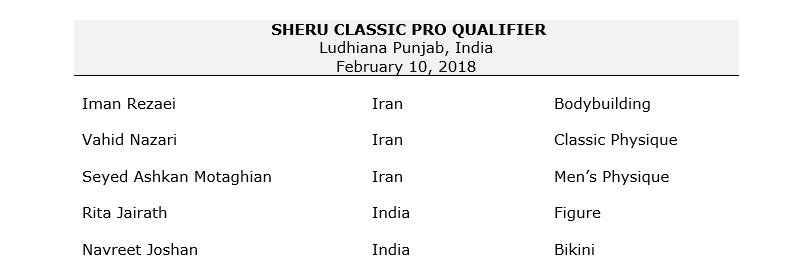 SHERU CLASSIC PRO QUALIFIER
Ludhiana Punjab, India
February 10, 2018
Iman Rezaei Iran Bodybuilding
Vahid Nazari Iran Classic Physique
Seyed Ashkan Motaghian Iran Men’s Physique
Rita Jairath India Figure
Navreet Joshan India Bikini